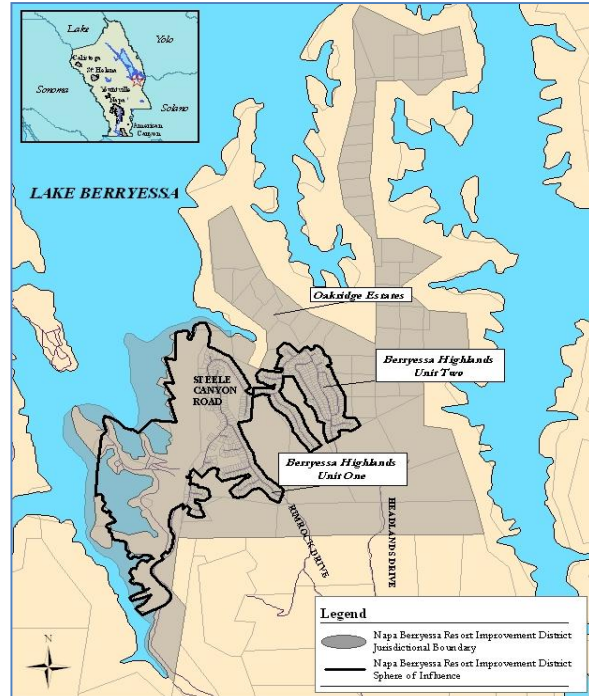 Lake
Yolo
Calistoga
St Helena
Sonoma
Yountville
Napa
Solano
American
Canyon
LAKE BERRYESSA
Oakridge Estates
Berryessa Highlands
Unit Two
STEELE
CANYON
ROAD
Berryessa Highlands
Unit One
RIMROCK DRIVE
HEADLANDS DRIVE
N
Legend
Napa Berryessa Resort Improvement District
Jurisdictional Boundary
Napa Berryessa Resort Improvement District
Sphere of Influence